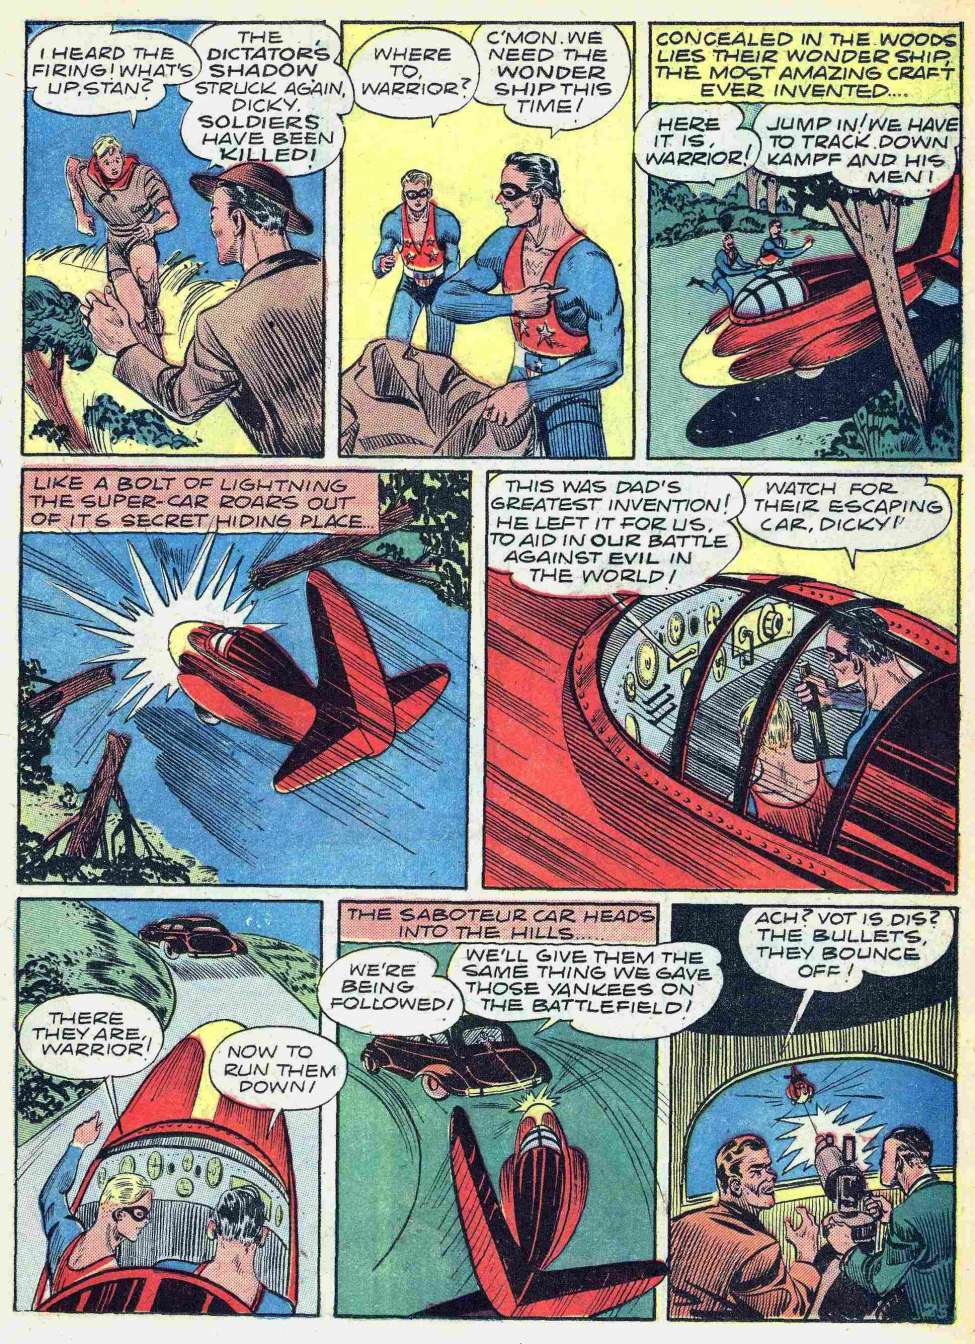 I HEARD THE
FIRING! WHAT'S
UP, STAN?
THE
DICTATOR'S
SHADOW
STRUCK AGAIN,
DICKY.
SOLDIERS
HAVE BEEN
KILLED!
WHERE
TO,
WARRIOR?
C'MON. WE
NEED THE
WONDER
SHIP THIS
TIME!
CONCEALED IN THE WOODS
LIES THEIR WONDER SHIP,
THE MOST AMAZING CRAFT
EVER INVENTED....
HERE
IT IS,
WARRIOR!
JUMP IN! WE HAVE
TO TRACK DOWN
KAMPF AND HIS
MEN!
LIKE A BOLT OF LIGHTNING
THE SUPER-CAR ROARS OUT
OF ITS SECRET HIDING PLACE...
THIS WAS DAD'S
GREATEST INVENTION!
HE LEFT IT FOR US,
TO AID IN OUR BATTLE
AGAINST EVIL IN
THE WORLD!
WATCH FOR
THEIR ESCAPING
CAR, DICKY!"
THERE
THEY ARE,
WARRIOR!
NOW TO
RUN THEM
DOWN!
THE SABOTEUR CAR HEADS
INTO THE HILLS.....
WE'RE
BEING
FOLLOWED!
WE'LL GIVE THEM THE
SAME THING WE GAVE
THOSE YANKEES ON
THE BATTLEFIELD!
ACH? VOT IS DIS?
THE BULLETS,
THEY BOUNCE
OFF!